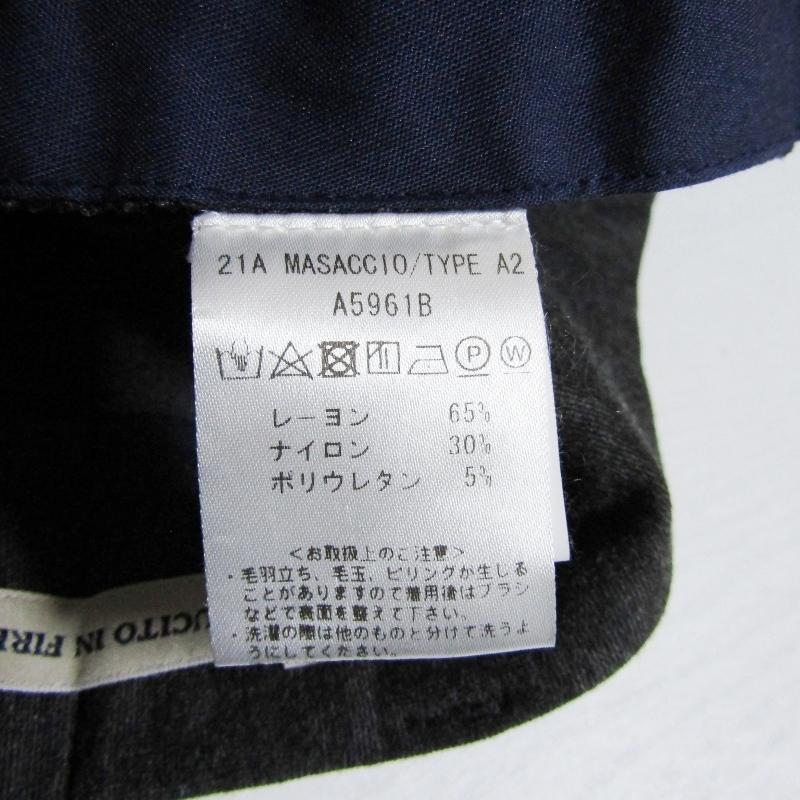 21A MASACCIO/TYPE A2
A5961B
P W
レーヨン 65%
ナイロン 30%
ポリウレタン 5%
<お取扱上のご注意>
・毛羽立ち、毛玉、ピリングが生じる
ことがありますので着用後はブラシ
などで表面を整えて下さい。
・洗濯の際は他のものと分けて洗うよ
うにしてください。
UCITO IN FIR